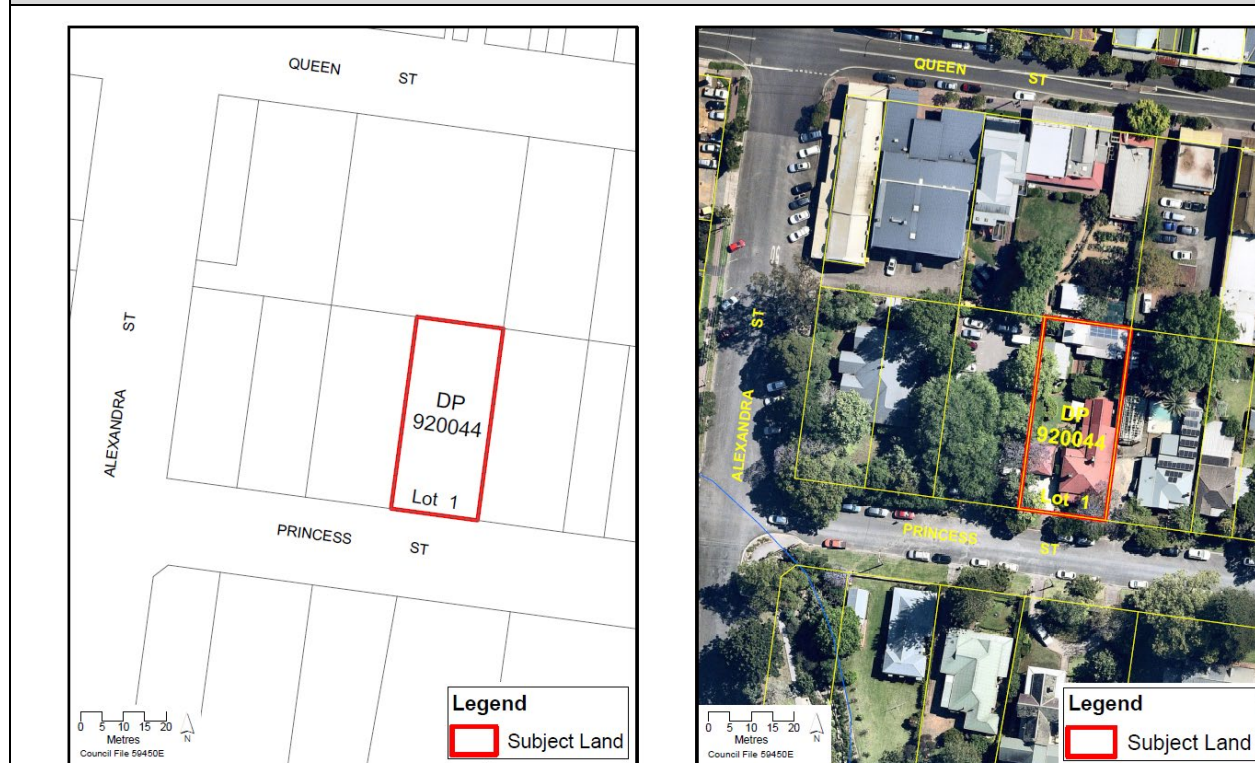 QUEEN ST
ALEXANDRA ST
DP
920044
Lot 1
PRINCESS ST
0 5 10 15 20
Metres
N
Council File 59450E
Legend
Subject Land
QUEEN ST
ALEXANDRA ST
DP
920044
Lot 1
PRINCESS ST
0 5 10 15 20
Metres
N
Council File 59450E
Legend
Subject Land